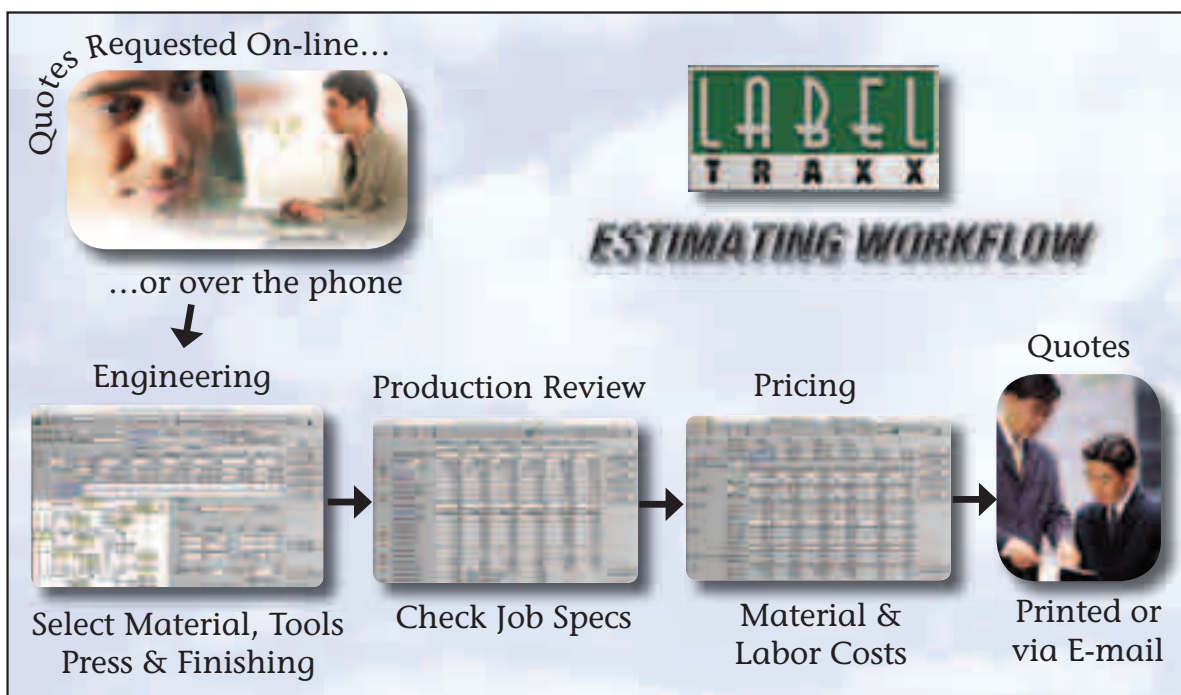 Quotes Requested On-line…
LABEL
TRAXX
ESTIMATING WORKFLOW
…or over the phone
Engineering
Production Review
Pricing
Quotes
Select Material, Tools
Press & Finishing
Check Job Specs
Material &
Labor Costs
Printed or
via E-mail